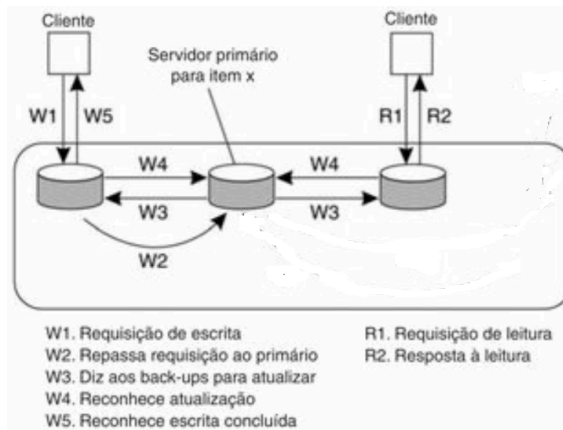 Cliente
Cliente
Servidor primário
para item x
W1
W5
R1
R2
W4
W4
W3
W3
W2
W1. Requisição de escrita
W2. Repassa requisição ao primário
W3. Diz aos back-ups para atualizar
W4. Reconhece atualização
W5. Reconhece escrita concluída
R1. Requisição de leitura
R2. Resposta à leitura